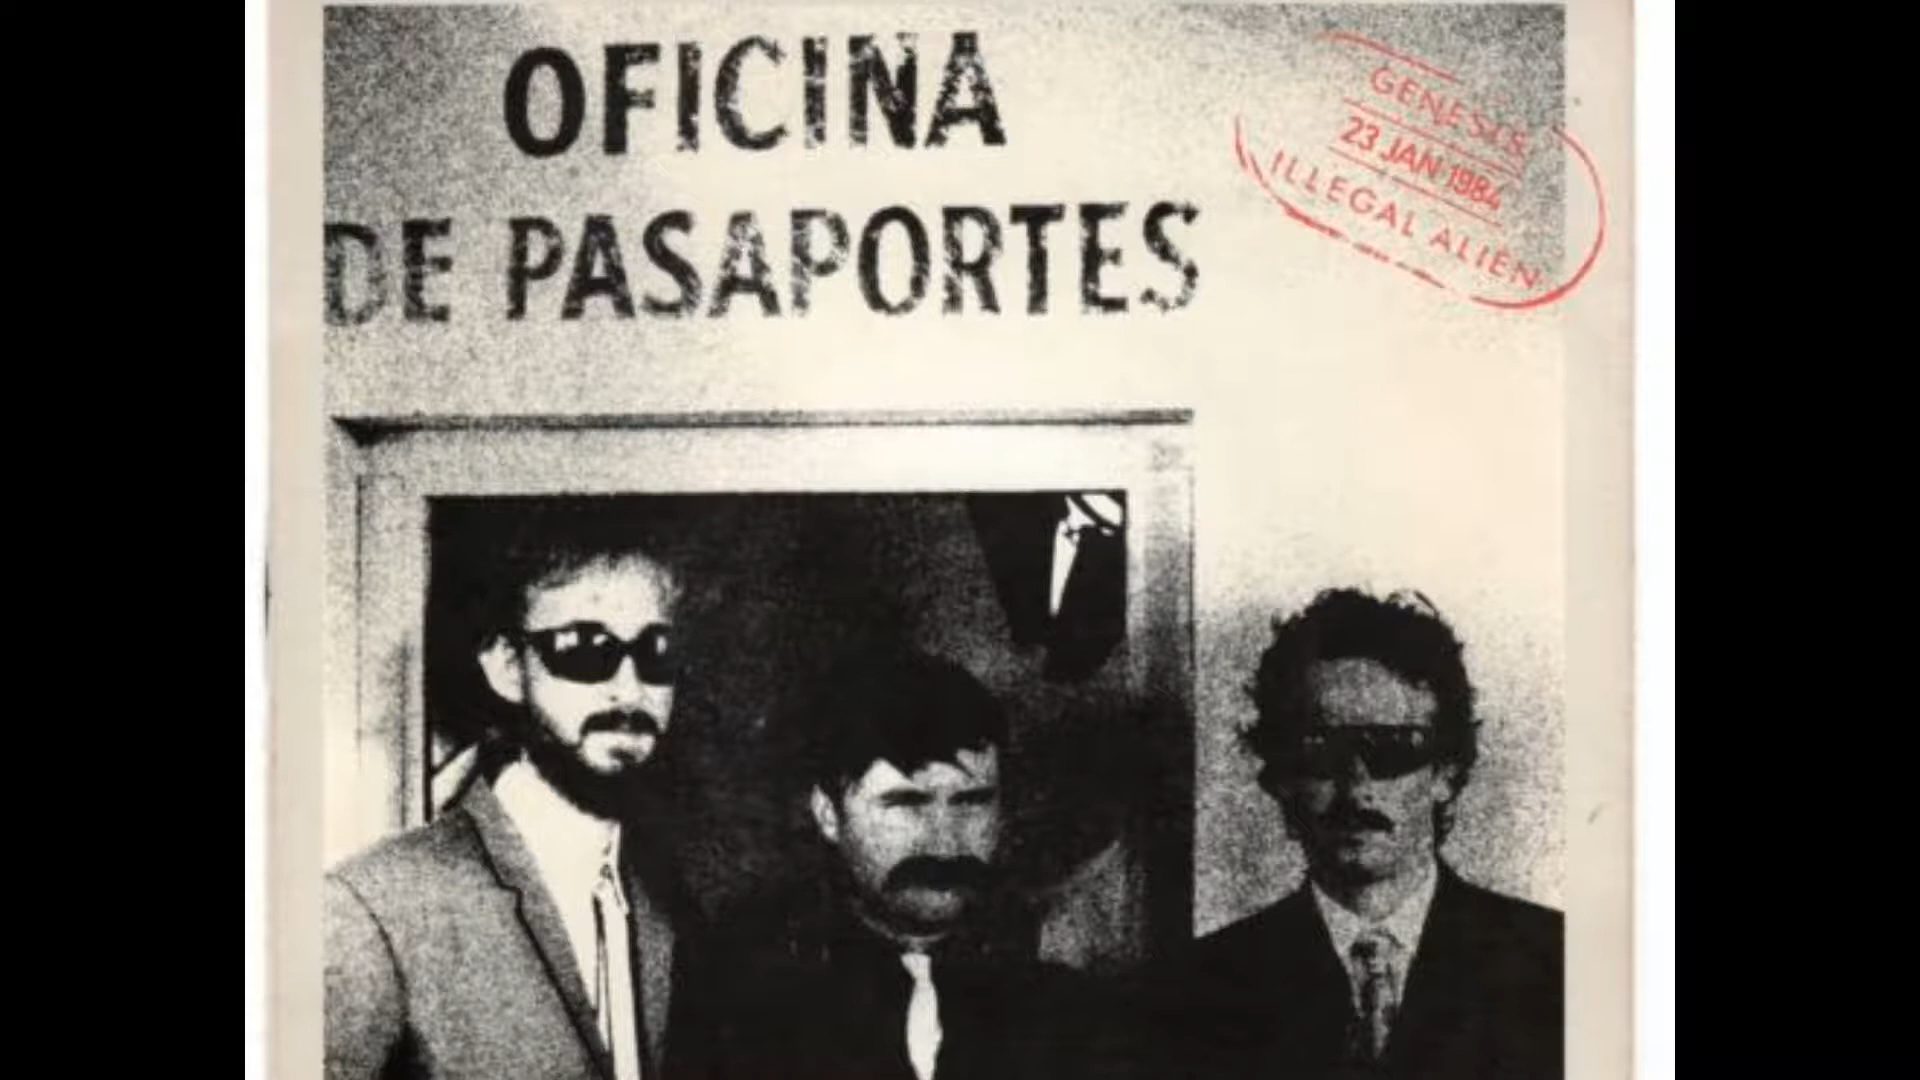 OFICINA
DE PASAPORTES
GENESIS
23 JAN 1984
ILLEGAL ALIEN